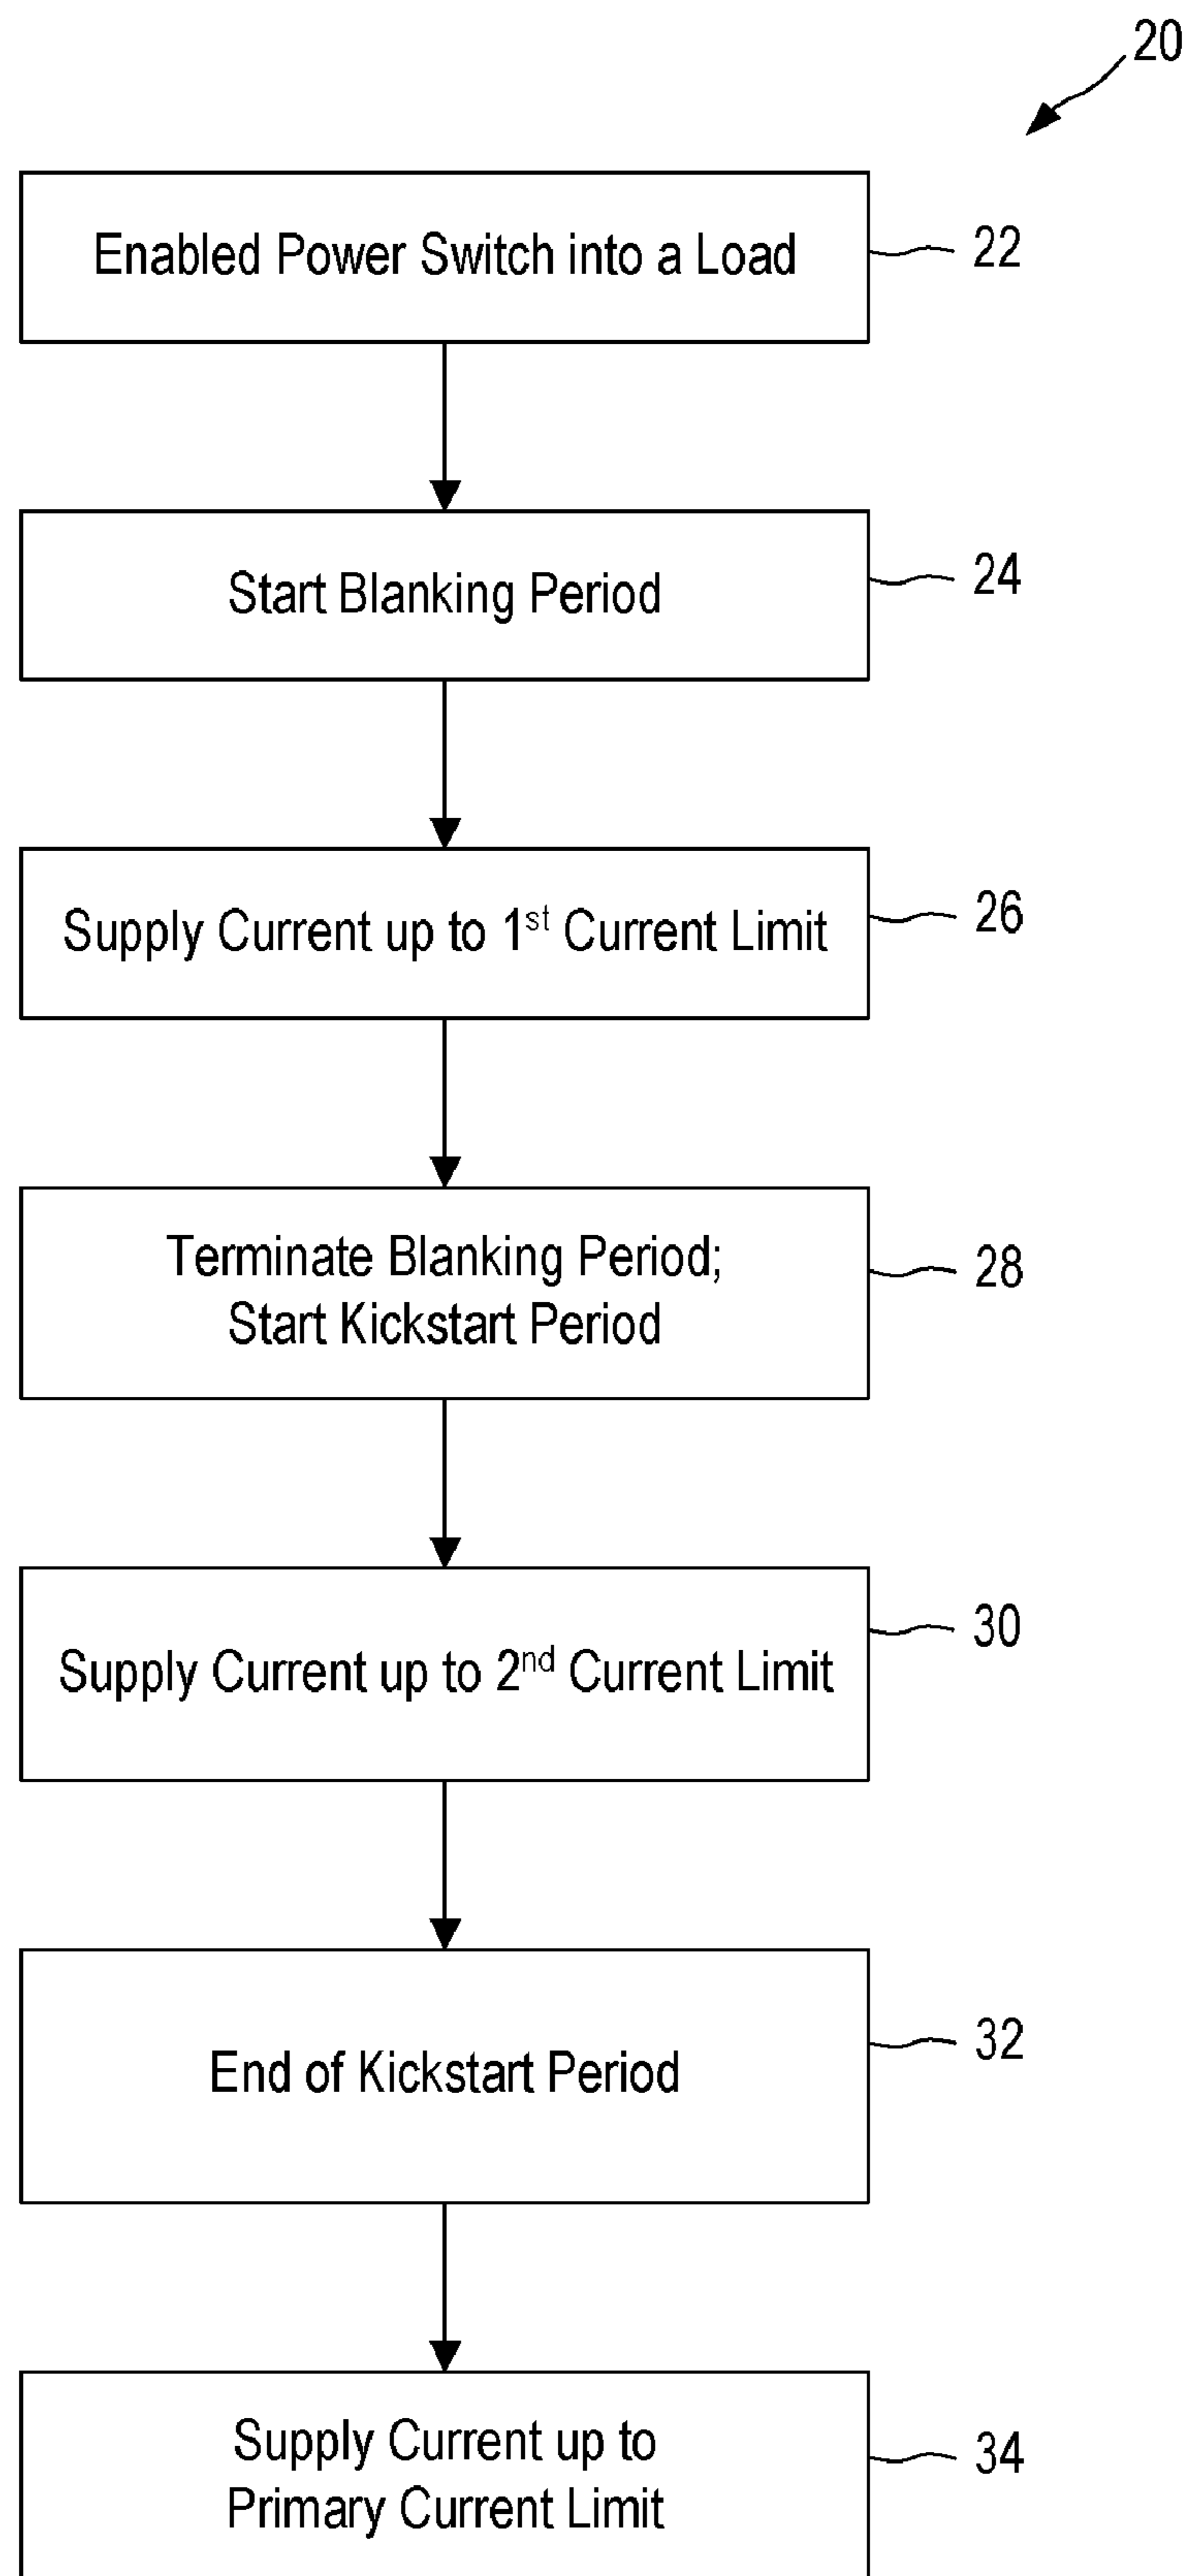 20
Enabled Power Switch into a Load
22
Start Blanking Period
24
Supply Current up to 1st Current Limit
26
Terminate Blanking Period;
Start Kickstart Period
28
Supply Current up to 2nd Current Limit
30
End of Kickstart Period
32
Supply Current up to
Primary Current Limit
34